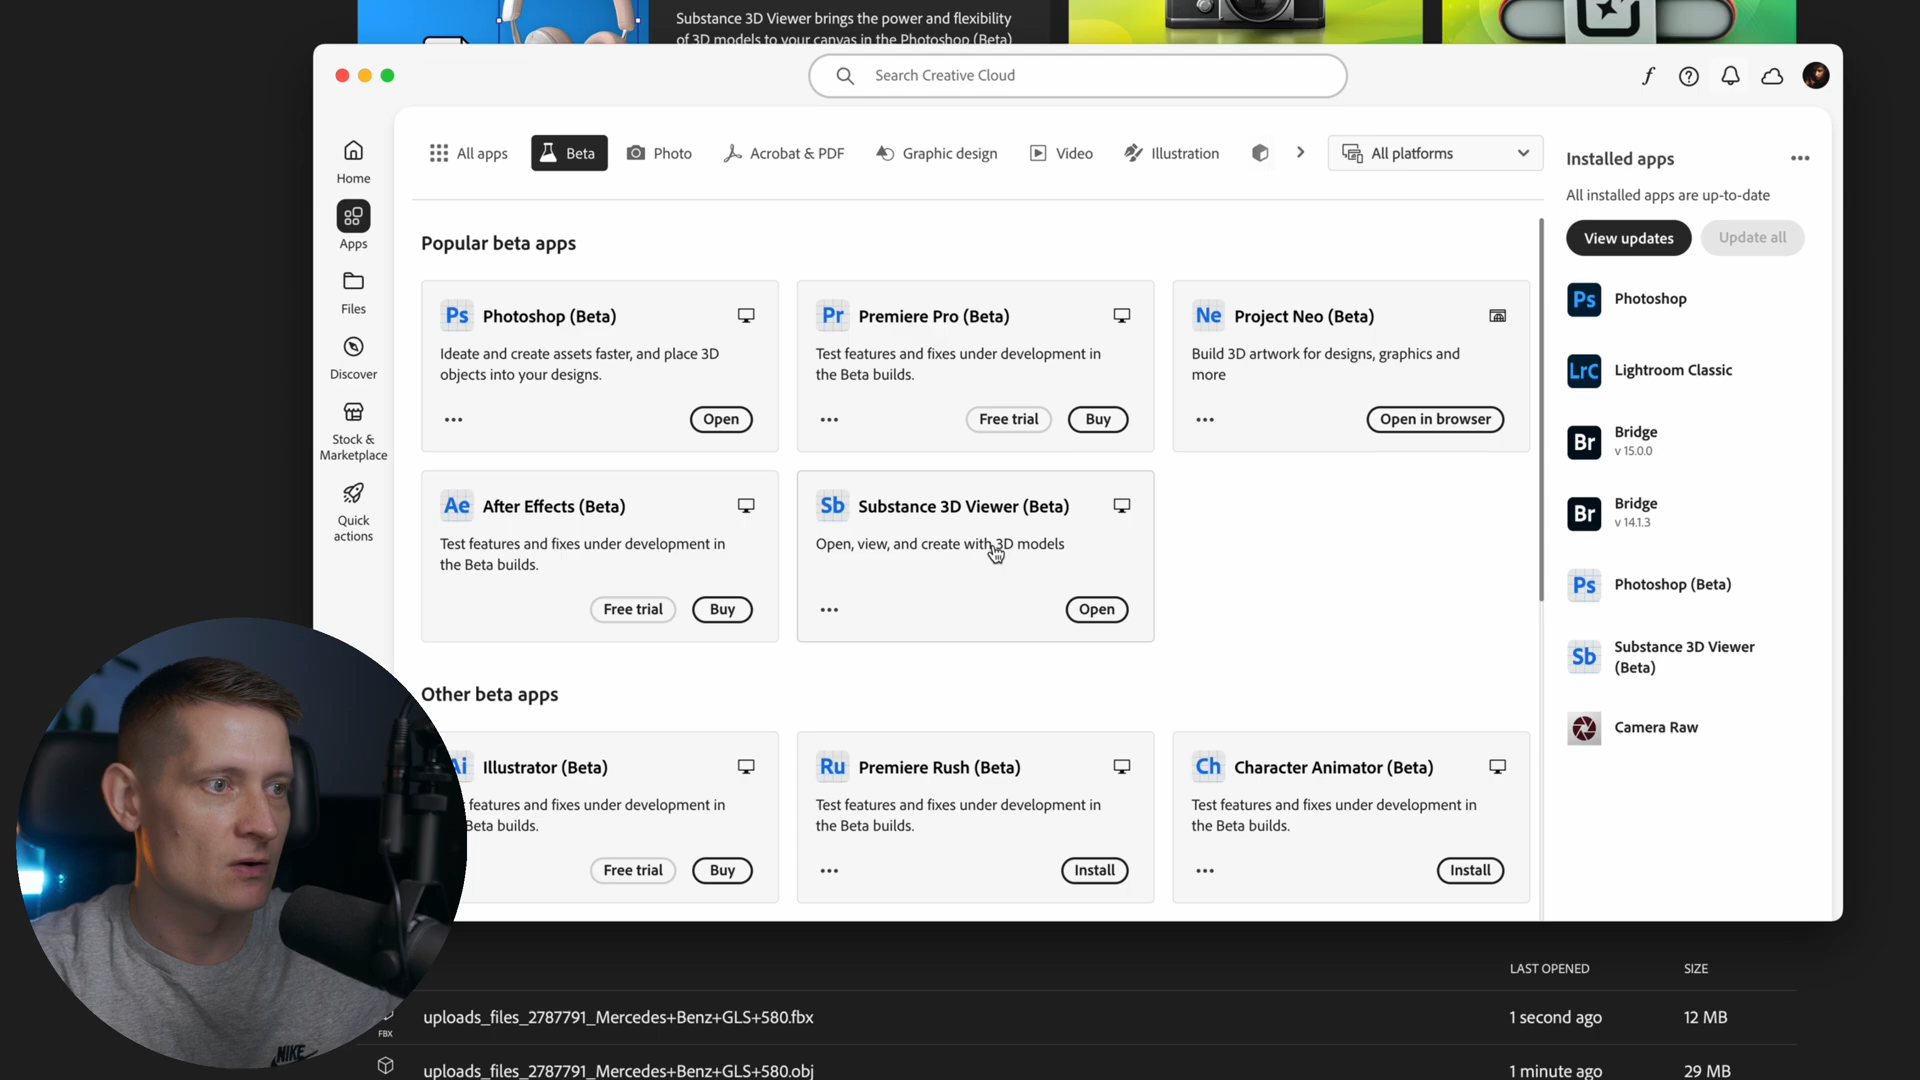 Substance 3D Viewer brings the power and flexibility
of 3D models to your canvas in the Photoshop (Beta)
Search Creative Cloud
Home
Apps
Files
Discover
Stock &
Marketplace
Quick
actions
All apps
Beta
Photo
Acrobat & PDF
Graphic design
Video
Illustration
All platforms
Popular beta apps
Ps Photoshop (Beta)
Ideate and create assets faster, and place 3D
objects into your designs.
Open
Pr Premiere Pro (Beta)
Test features and fixes under development in
the Beta builds.
Free trial
Buy
Ne Project Neo (Beta)
Build 3D artwork for designs, graphics and
more
Open in browser
Ae After Effects (Beta)
Test features and fixes under development in
the Beta builds.
Free trial
Buy
Sb Substance 3D Viewer (Beta)
Open, view, and create with 3D models
Open
Other beta apps
Ai Illustrator (Beta)
features and fixes under development in
Beta builds.
Free trial
Buy
Ru Premiere Rush (Beta)
Test features and fixes under development in
the Beta builds.
Install
Ch Character Animator (Beta)
Test features and fixes under development in
the Beta builds.
Install
Installed apps
All installed apps are up-to-date
View updates
Update all
Ps Photoshop
LrC Lightroom Classic
Br Bridge
v 15.0.0
Br Bridge
v 14.1.3
Ps Photoshop (Beta)
Sb Substance 3D Viewer
(Beta)
Camera Raw
LAST OPENED
SIZE
FBX
uploads_files_2787791_Mercedes+Benz+GLS+580.fbx
1 second ago
12 MB
uploads_files_2787791_Mercedes+Benz+GLS+580.obj
1 minute ago
29 MB
NIKE